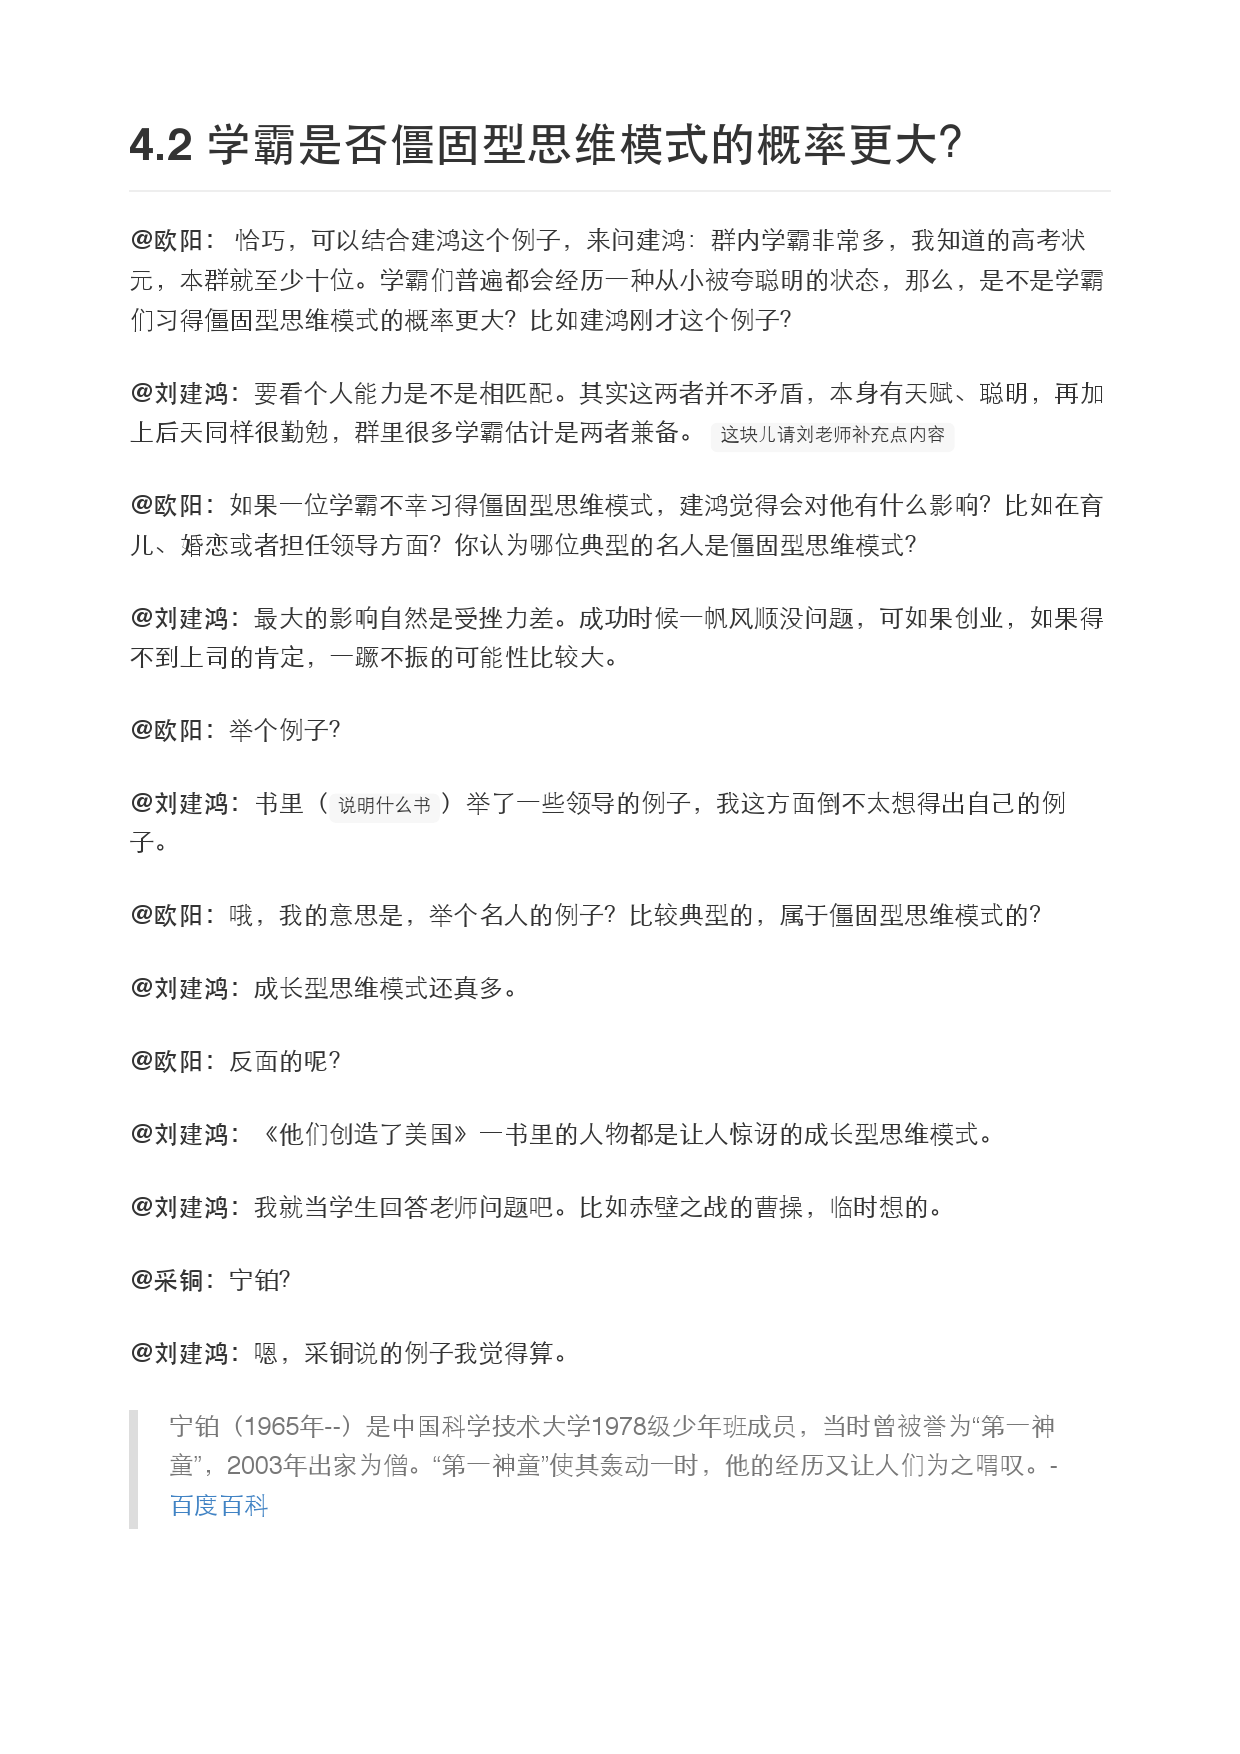 4.2 学霸是否僵固型思维模式的概率更大？
@欧阳： 恰巧，可以结合建鸿这个例子，来问建鸿：群内学霸非常多，我知道的高考状
元，本群就至少十位。学霸们普遍都会经历一种从小被夸聪明的状态，那么，是不是学霸
们习得僵固型思维模式的概率更大？比如建鸿刚才这个例子？
@刘建鸿：要看个人能力是不是相匹配。其实这两者并不矛盾，本身有天赋、聪明，再加
上后天同样很勤勉，群里很多学霸估计是两者兼备。 这块儿请刘老师补充点内容
@欧阳：如果一位学霸不幸习得僵固型思维模式，建鸿觉得会对他有什么影响？比如在育
儿、婚恋或者担任领导方面？你认为哪位典型的名人是僵固型思维模式？
@刘建鸿：最大的影响自然是受挫力差。成功时候一帆风顺没问题，可如果创业，如果得
不到上司的肯定，一蹶不振的可能性比较大。
@欧阳：举个例子？
@刘建鸿：书里（ 说明什么书 ）举了一些领导的例子，我这方面倒不太想得出自己的例
子。
@欧阳：哦，我的意思是，举个名人的例子？比较典型的，属于僵固型思维模式的？
@刘建鸿：成长型思维模式还真多。
@欧阳：反面的呢？
@刘建鸿：《他们创造了美国》一书里的人物都是让人惊讶的成长型思维模式。
@刘建鸿：我就当学生回答老师问题吧。比如赤壁之战的曹操，临时想的。
@采铜：宁铂？
@刘建鸿：嗯，采铜说的例子我觉得算。
宁铂（1965年--）是中国科学技术大学1978级少年班成员，当时曾被誉为“第一神
童”，2003年出家为僧。“第一神童”使其轰动一时，他的经历又让人们为之喟叹。-
百度百科